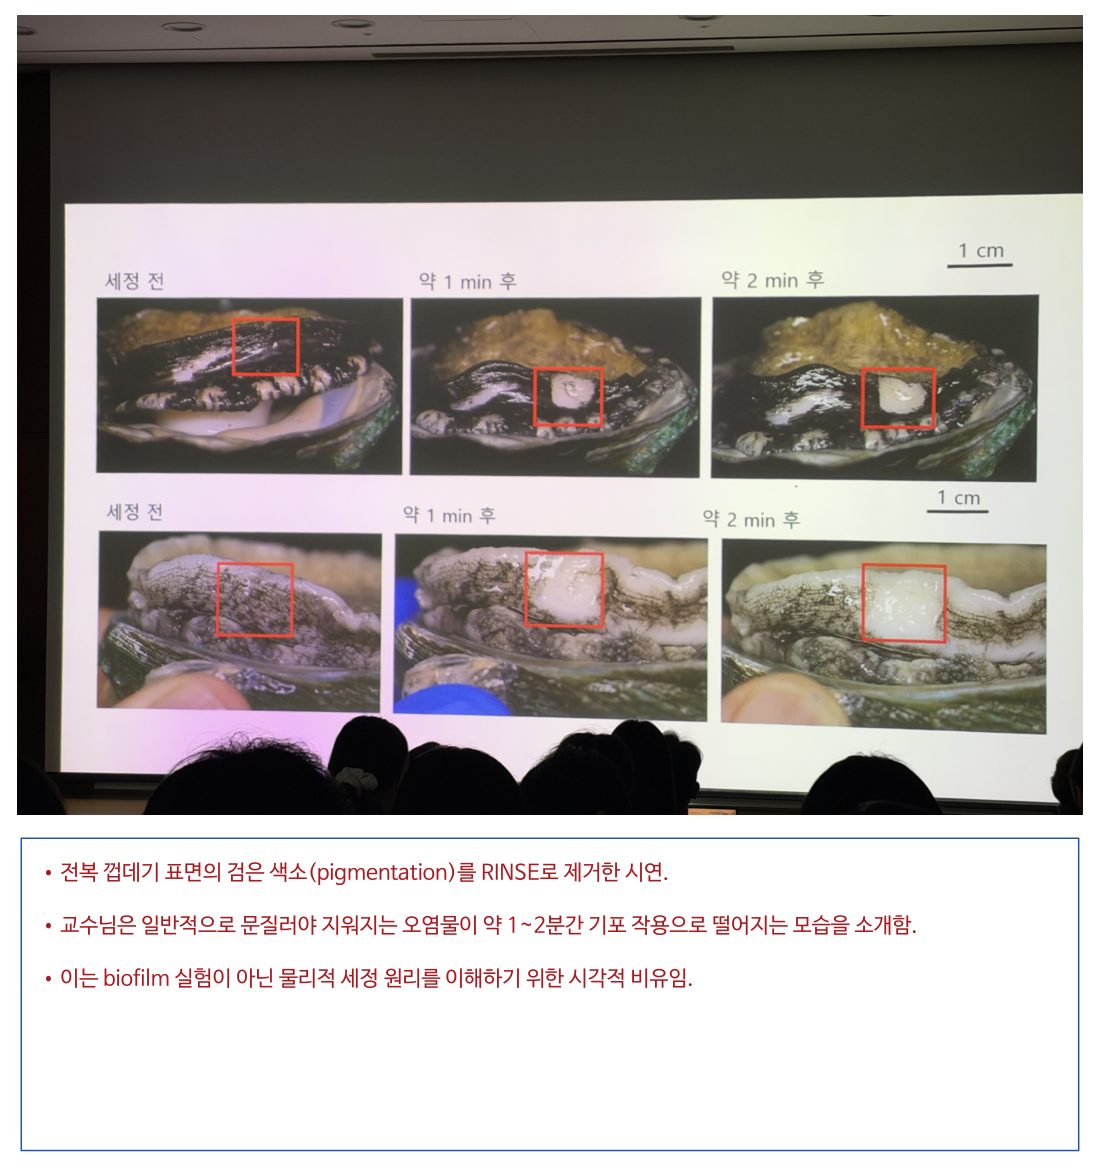 1 cm
세정 전
약 1 min 후
약 2 min 후
1 cm
세정 전
약 1 min 후
약 2 min 후
• 전복 껍데기 표면의 검은 색소(pigmentation)를 RINSE로 제거한 시연.
• 교수님은 일반적으로 문질러야 지워지는 오염물이 약 1~2분간 기포 작용으로 떨어지는 모습을 소개함.
• 이는 biofilm 실험이 아닌 물리적 세정 원리를 이해하기 위한 시각적 비유임.